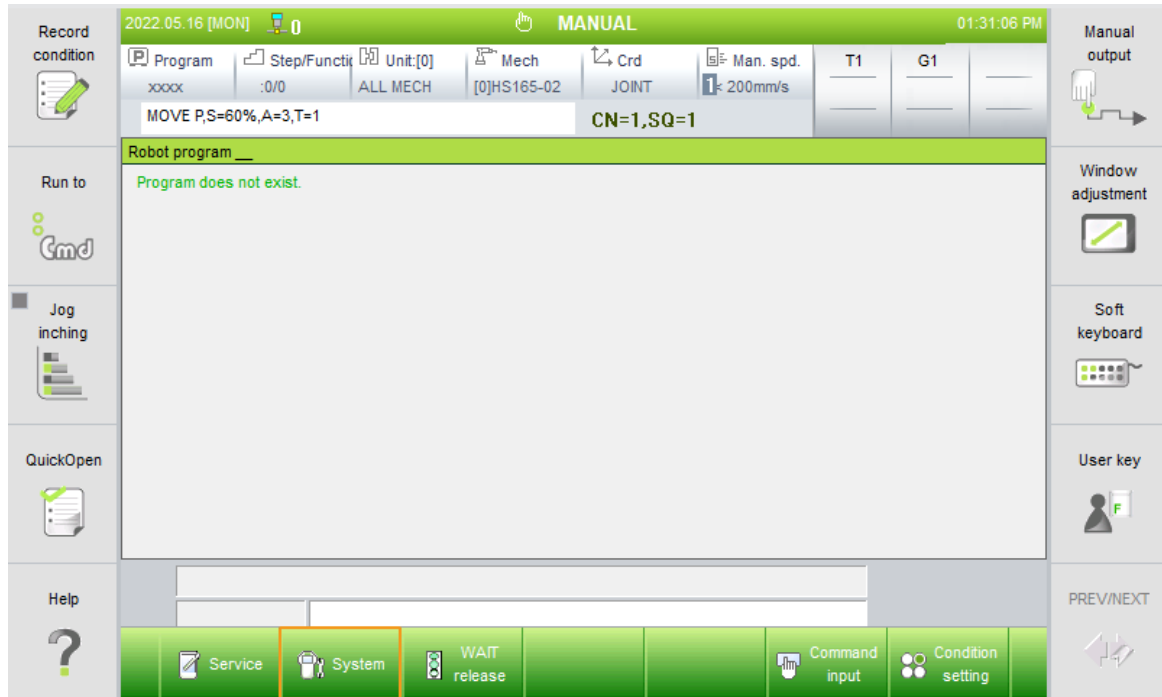 Record
condition
2022.05.16 [MON]
0
MANUAL
01:31:06 PM
Manual
output
P Program
Step/Functic
Unit:[0]
Mech
Crd
Man. spd.
T1
G1
xxxx
:0/0
ALL MECH
[0]HS165-02
JOINT
1< 200mm/s
MOVE P,S=60%,A=3,T=1
CN=1,SQ=1
Robot program __
Program does not exist.
Run to
Cmd
Window
adjustment
Jog
inching
Soft
keyboard
QuickOpen
User key
F
Help
?
PREV/NEXT
Service
System
WAIT
release
Command
input
Condition
setting